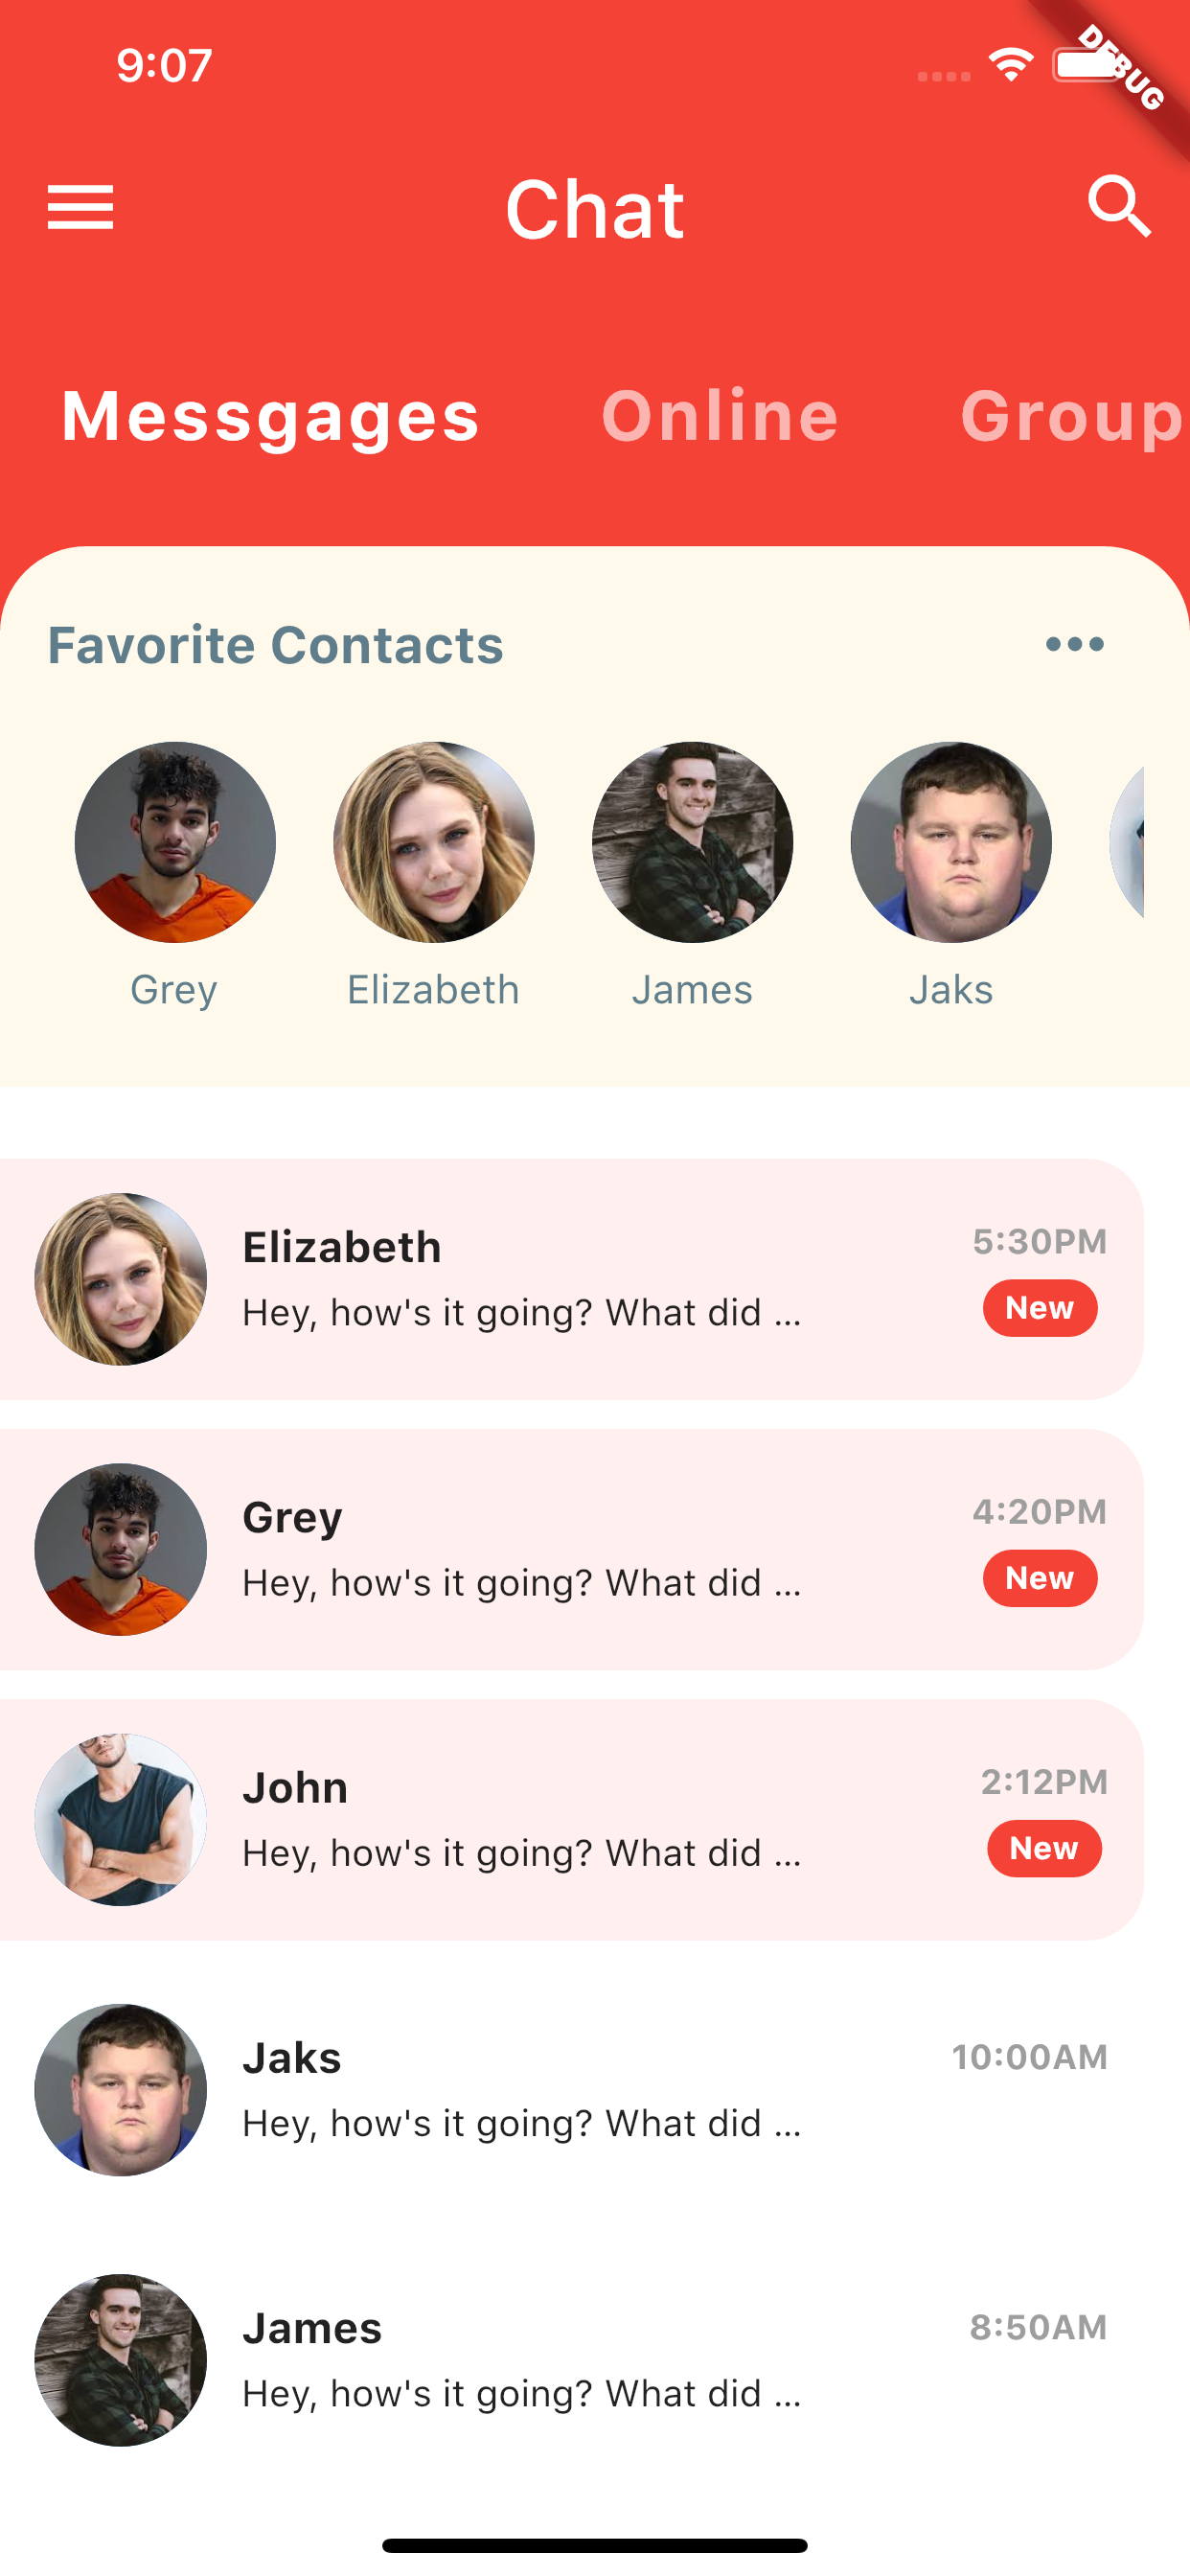 9:07
DEBUG
Chat
Messgages Online Group
Favorite Contacts
Grey Elizabeth James Jaks
Elizabeth 5:30PM
Hey, how's it going? What did ... New
Grey 4:20PM
Hey, how's it going? What did ... New
John 2:12PM
Hey, how's it going? What did ... New
Jaks 10:00AM
Hey, how's it going? What did ...
James 8:50AM
Hey, how's it going? What did ...